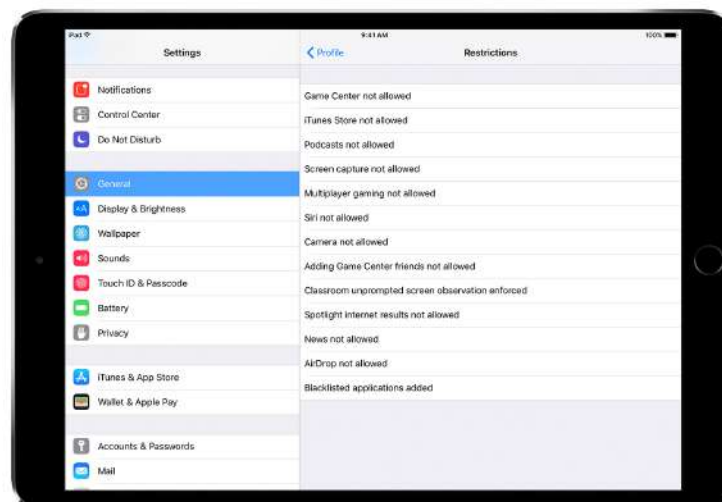 iPad
9:41 AM
100%
Settings
Profile
Restrictions
Notifications
Control Center
Do Not Disturb
General
Display & Brightness
Wallpaper
Sounds
Touch ID & Passcode
Battery
Privacy
iTunes & App Store
Wallet & Apple Pay
Accounts & Passwords
Mail
Game Center not allowed
iTunes Store not allowed
Podcasts not allowed
Screen capture not allowed
Multiplayer gaming not allowed
Siri not allowed
Camera not allowed
Adding Game Center friends not allowed
Classroom unprompted screen observation enforced
Spotlight internet results not allowed
News not allowed
AirDrop not allowed
Blacklisted applications added